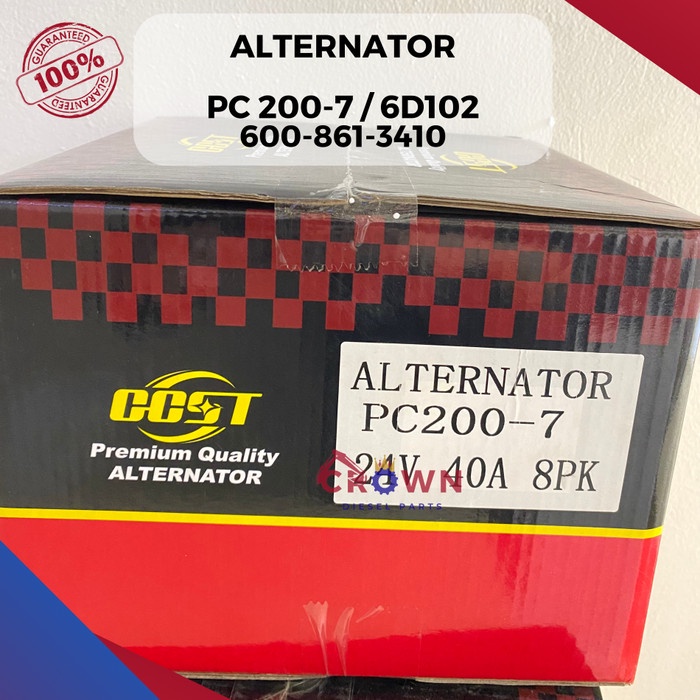 GUARANTEED
100%
GUARANTEED
ALTERNATOR
PC 200-7 / 6D102
600-861-3410
CCST
Premium Quality
ALTERNATOR
ALTERNATOR
PC200-7
24V 40A 8PK
CROWN
DIESEL PARTS